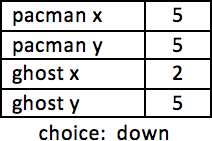 pacman x 5
pacman y 5
ghost x 2
ghost y 5
choice: down